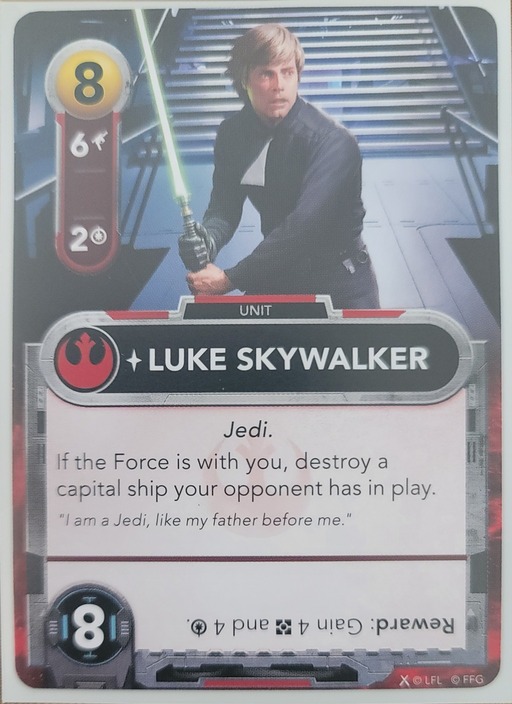 8
6
2
UNIT
LUKE SKYWALKER
Jedi.
If the Force is with you, destroy a
capital ship your opponent has in play.
"I am a Jedi, like my father before me."
8
Reward: Gain 4 and 4.
X © LFL © FFG